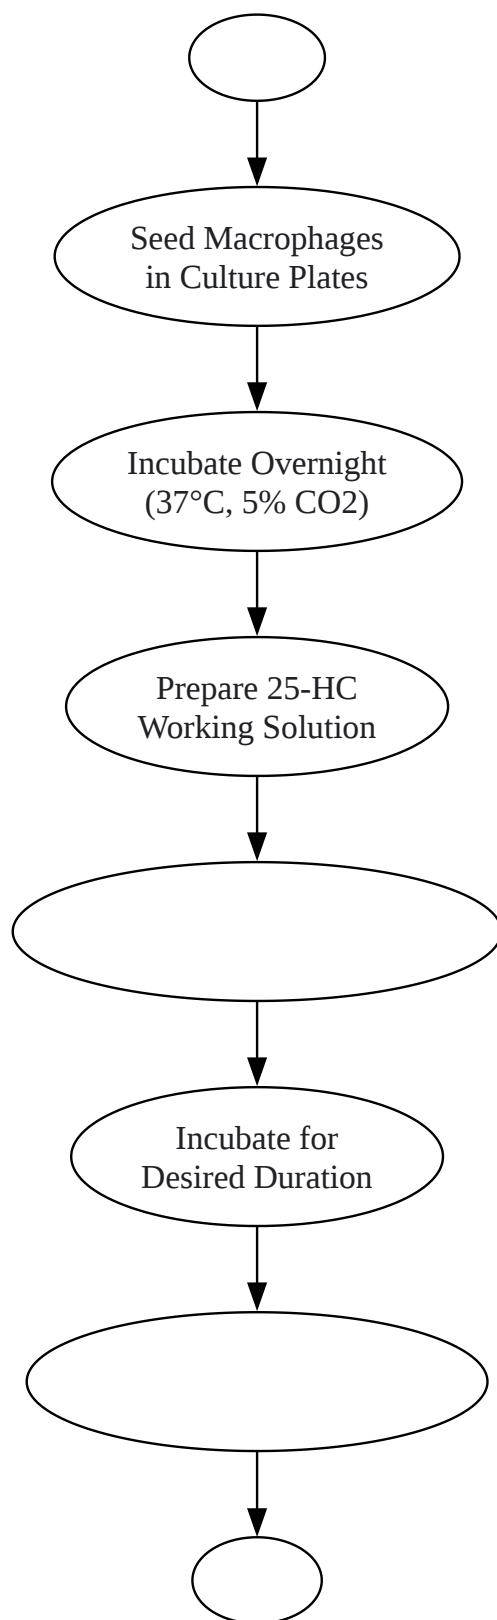 Seed Macrophages
in Culture Plates
Incubate Overnight
(37°C, 5% CO2)
Prepare 25-HC
Working Solution
Incubate for
Desired Duration